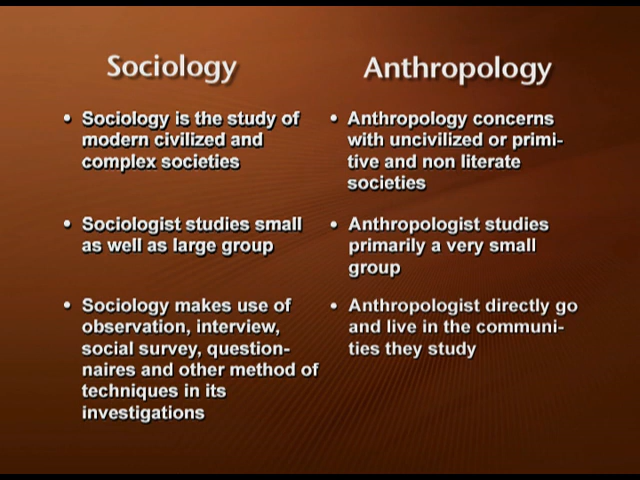 Sociology
• Sociology is the study of
modern civilized and
complex societies
• Sociologist studies small
as well as large group
• Sociology makes use of
observation, interview,
social survey, question-
naires and other method of
techniques in its
investigations
Anthropology
• Anthropology concerns
with uncivilized or primi-
tive and non literate
societies
• Anthropologist studies
primarily a very small
group
• Anthropologist directly go
and live in the communi-
ties they study